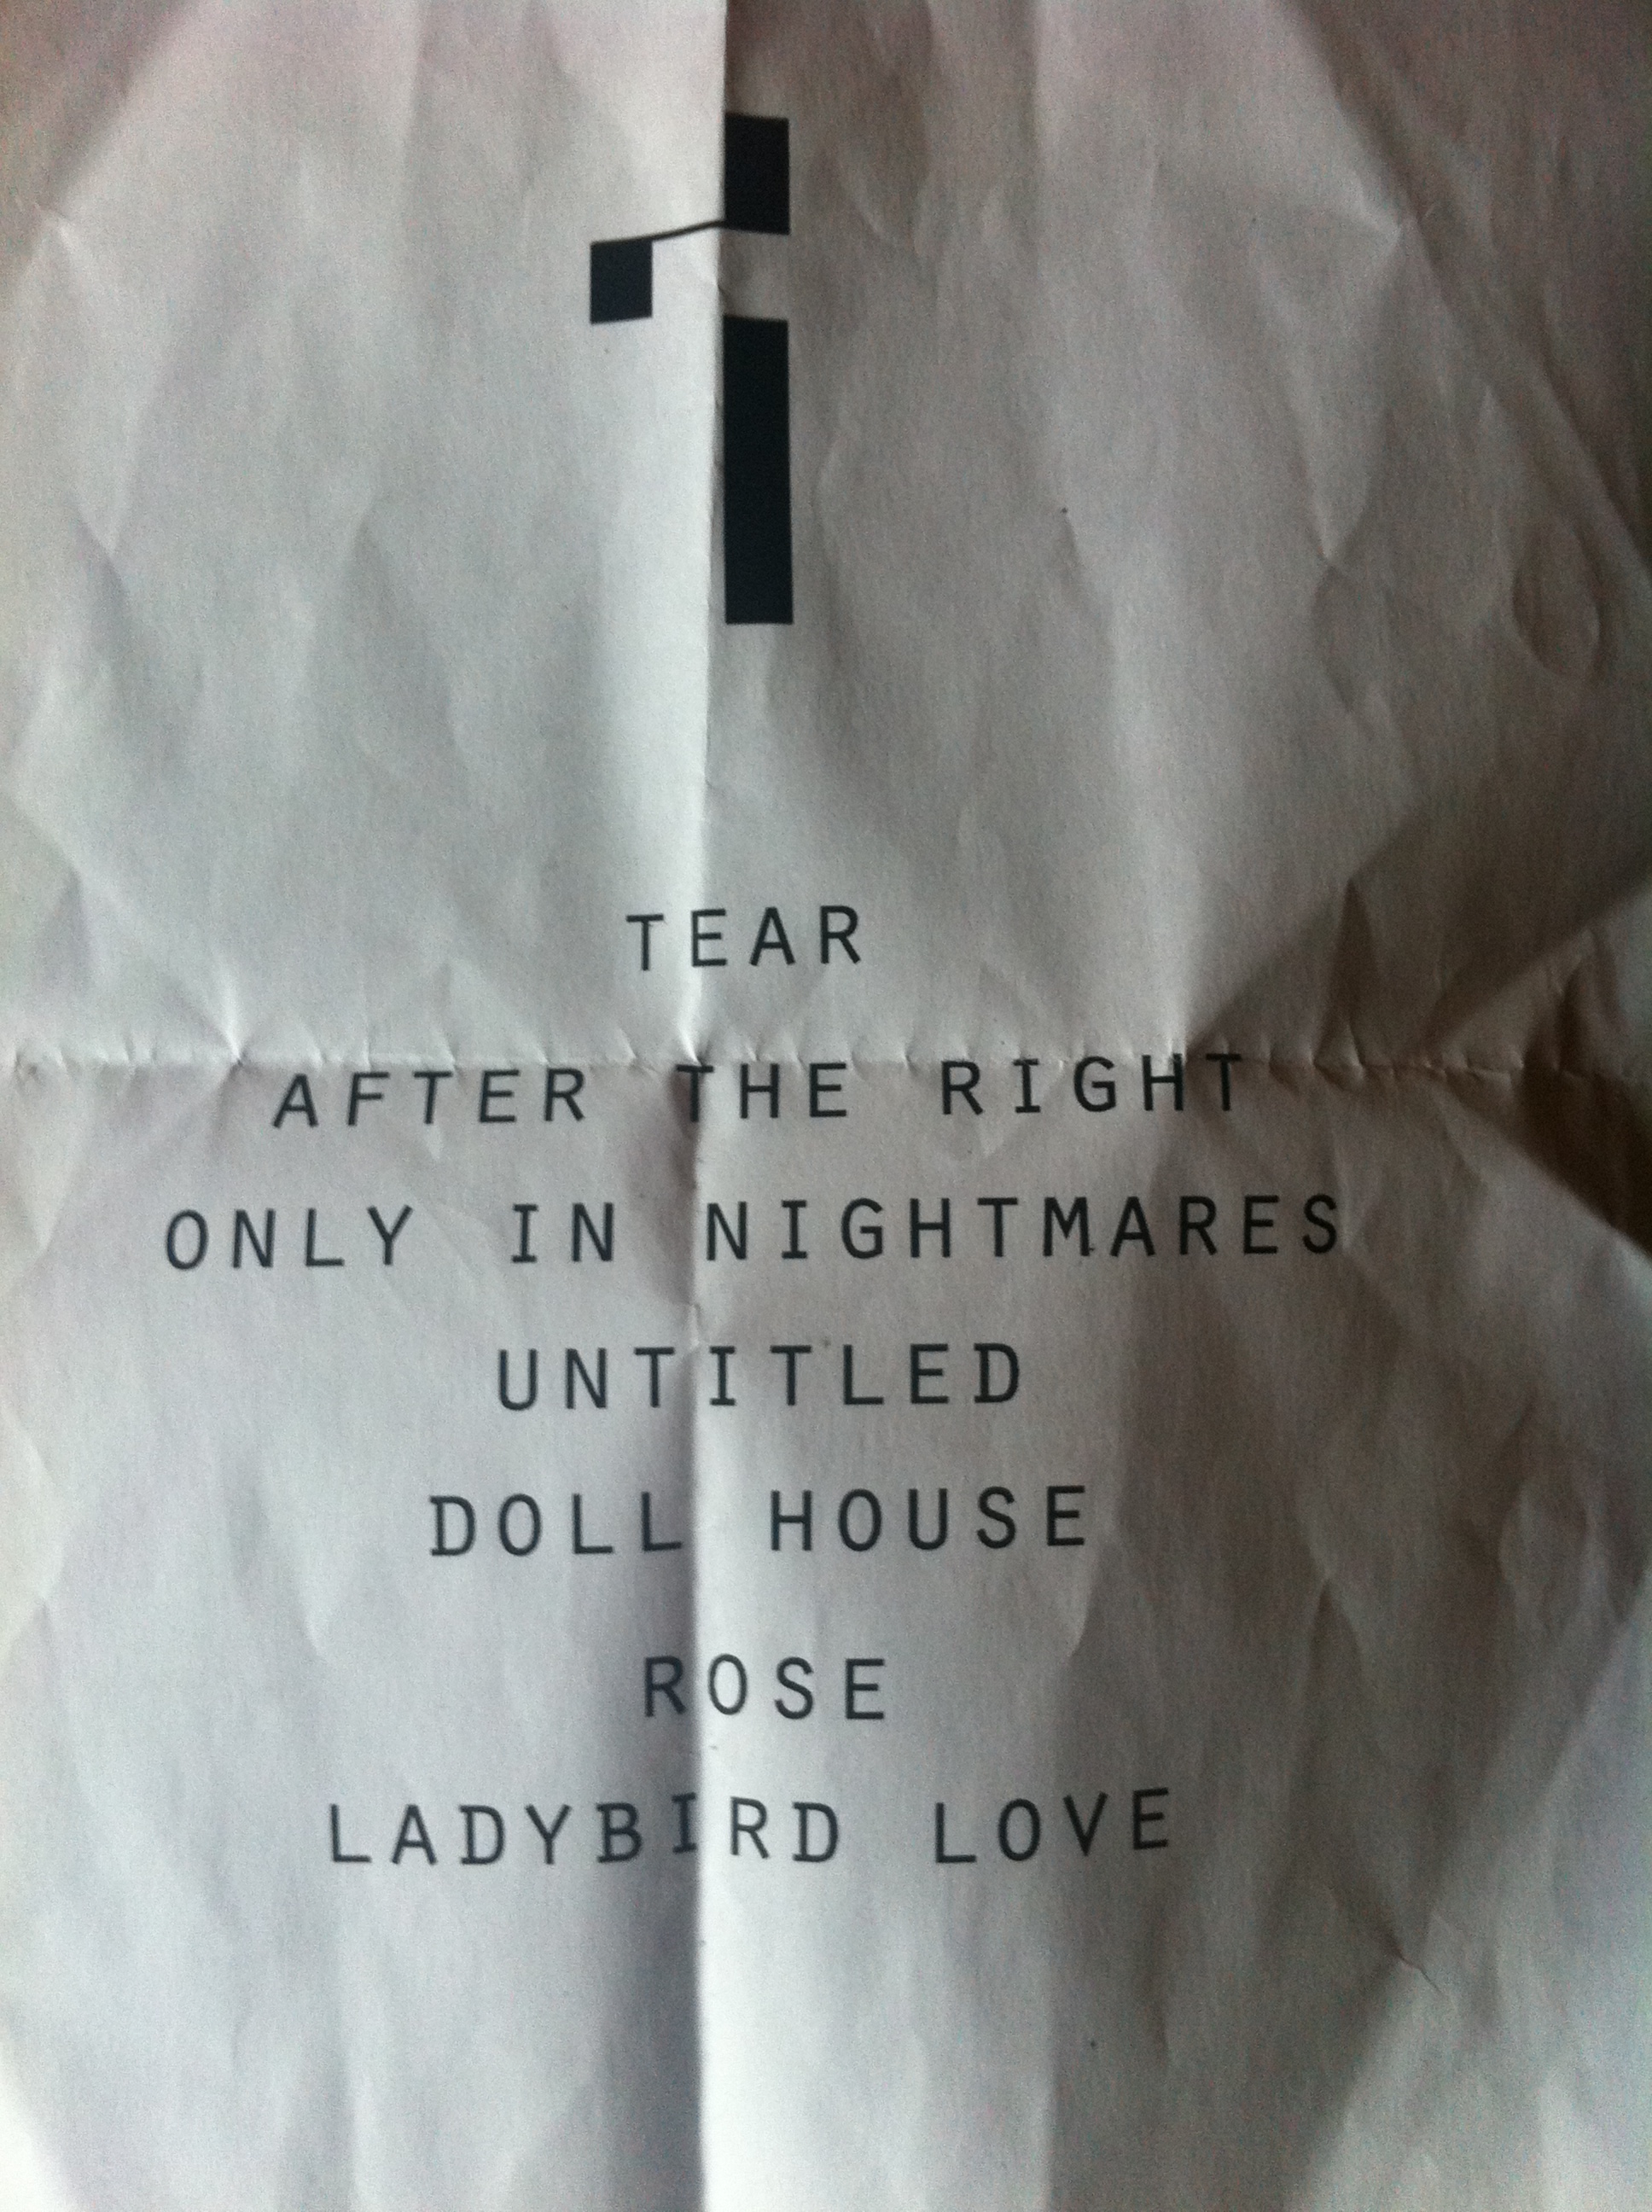 TEAR
AFTER THE RIGHT
ONLY IN NIGHTMARES
UNTITLED
DOLL HOUSE
ROSE
LADYBIRD LOVE